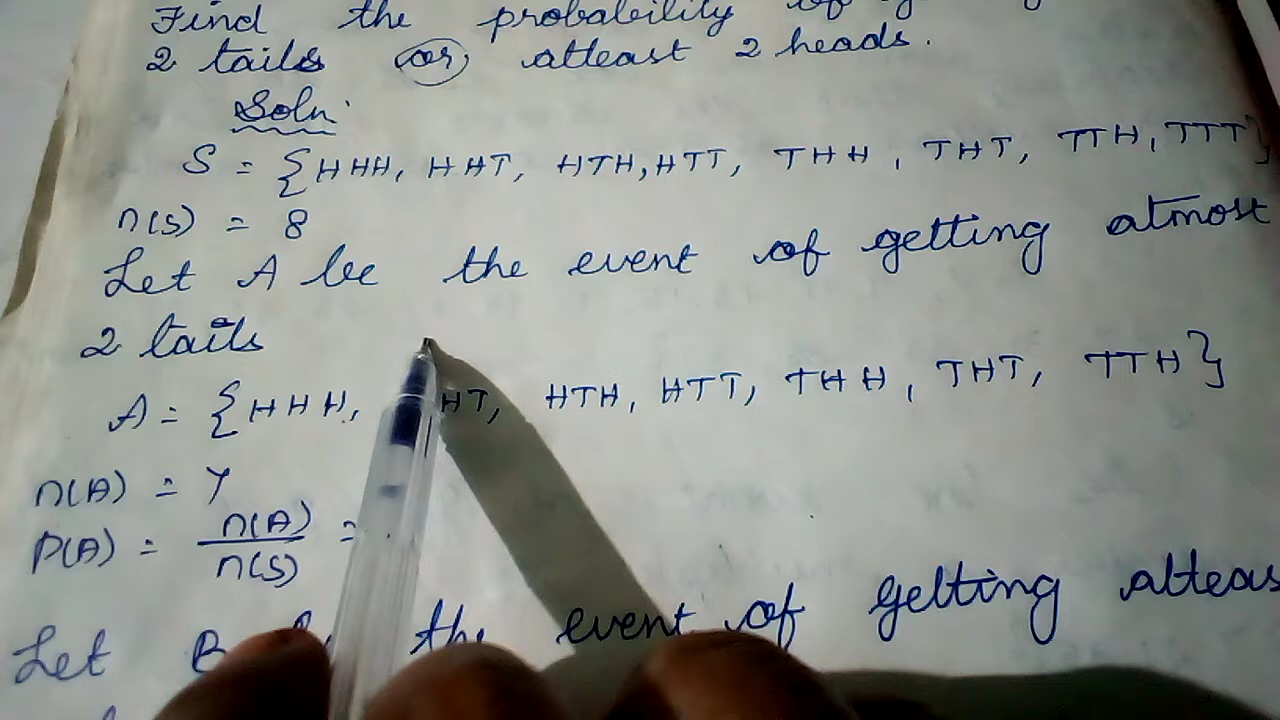 Find the probability of
2 tails or atleast 2 heads.
Soln:
S = {HHH, HHT, HTH, HTT, THH, THT, TTH, TTT}
n(S) = 8
Let A be the event of getting atmost
2 tails
A = {HHH, HT, HTH, HTT, THH, THT, TTH}
n(A) = 7
P(A) = n(A)/n(S) =
Let B the event of getting atleas